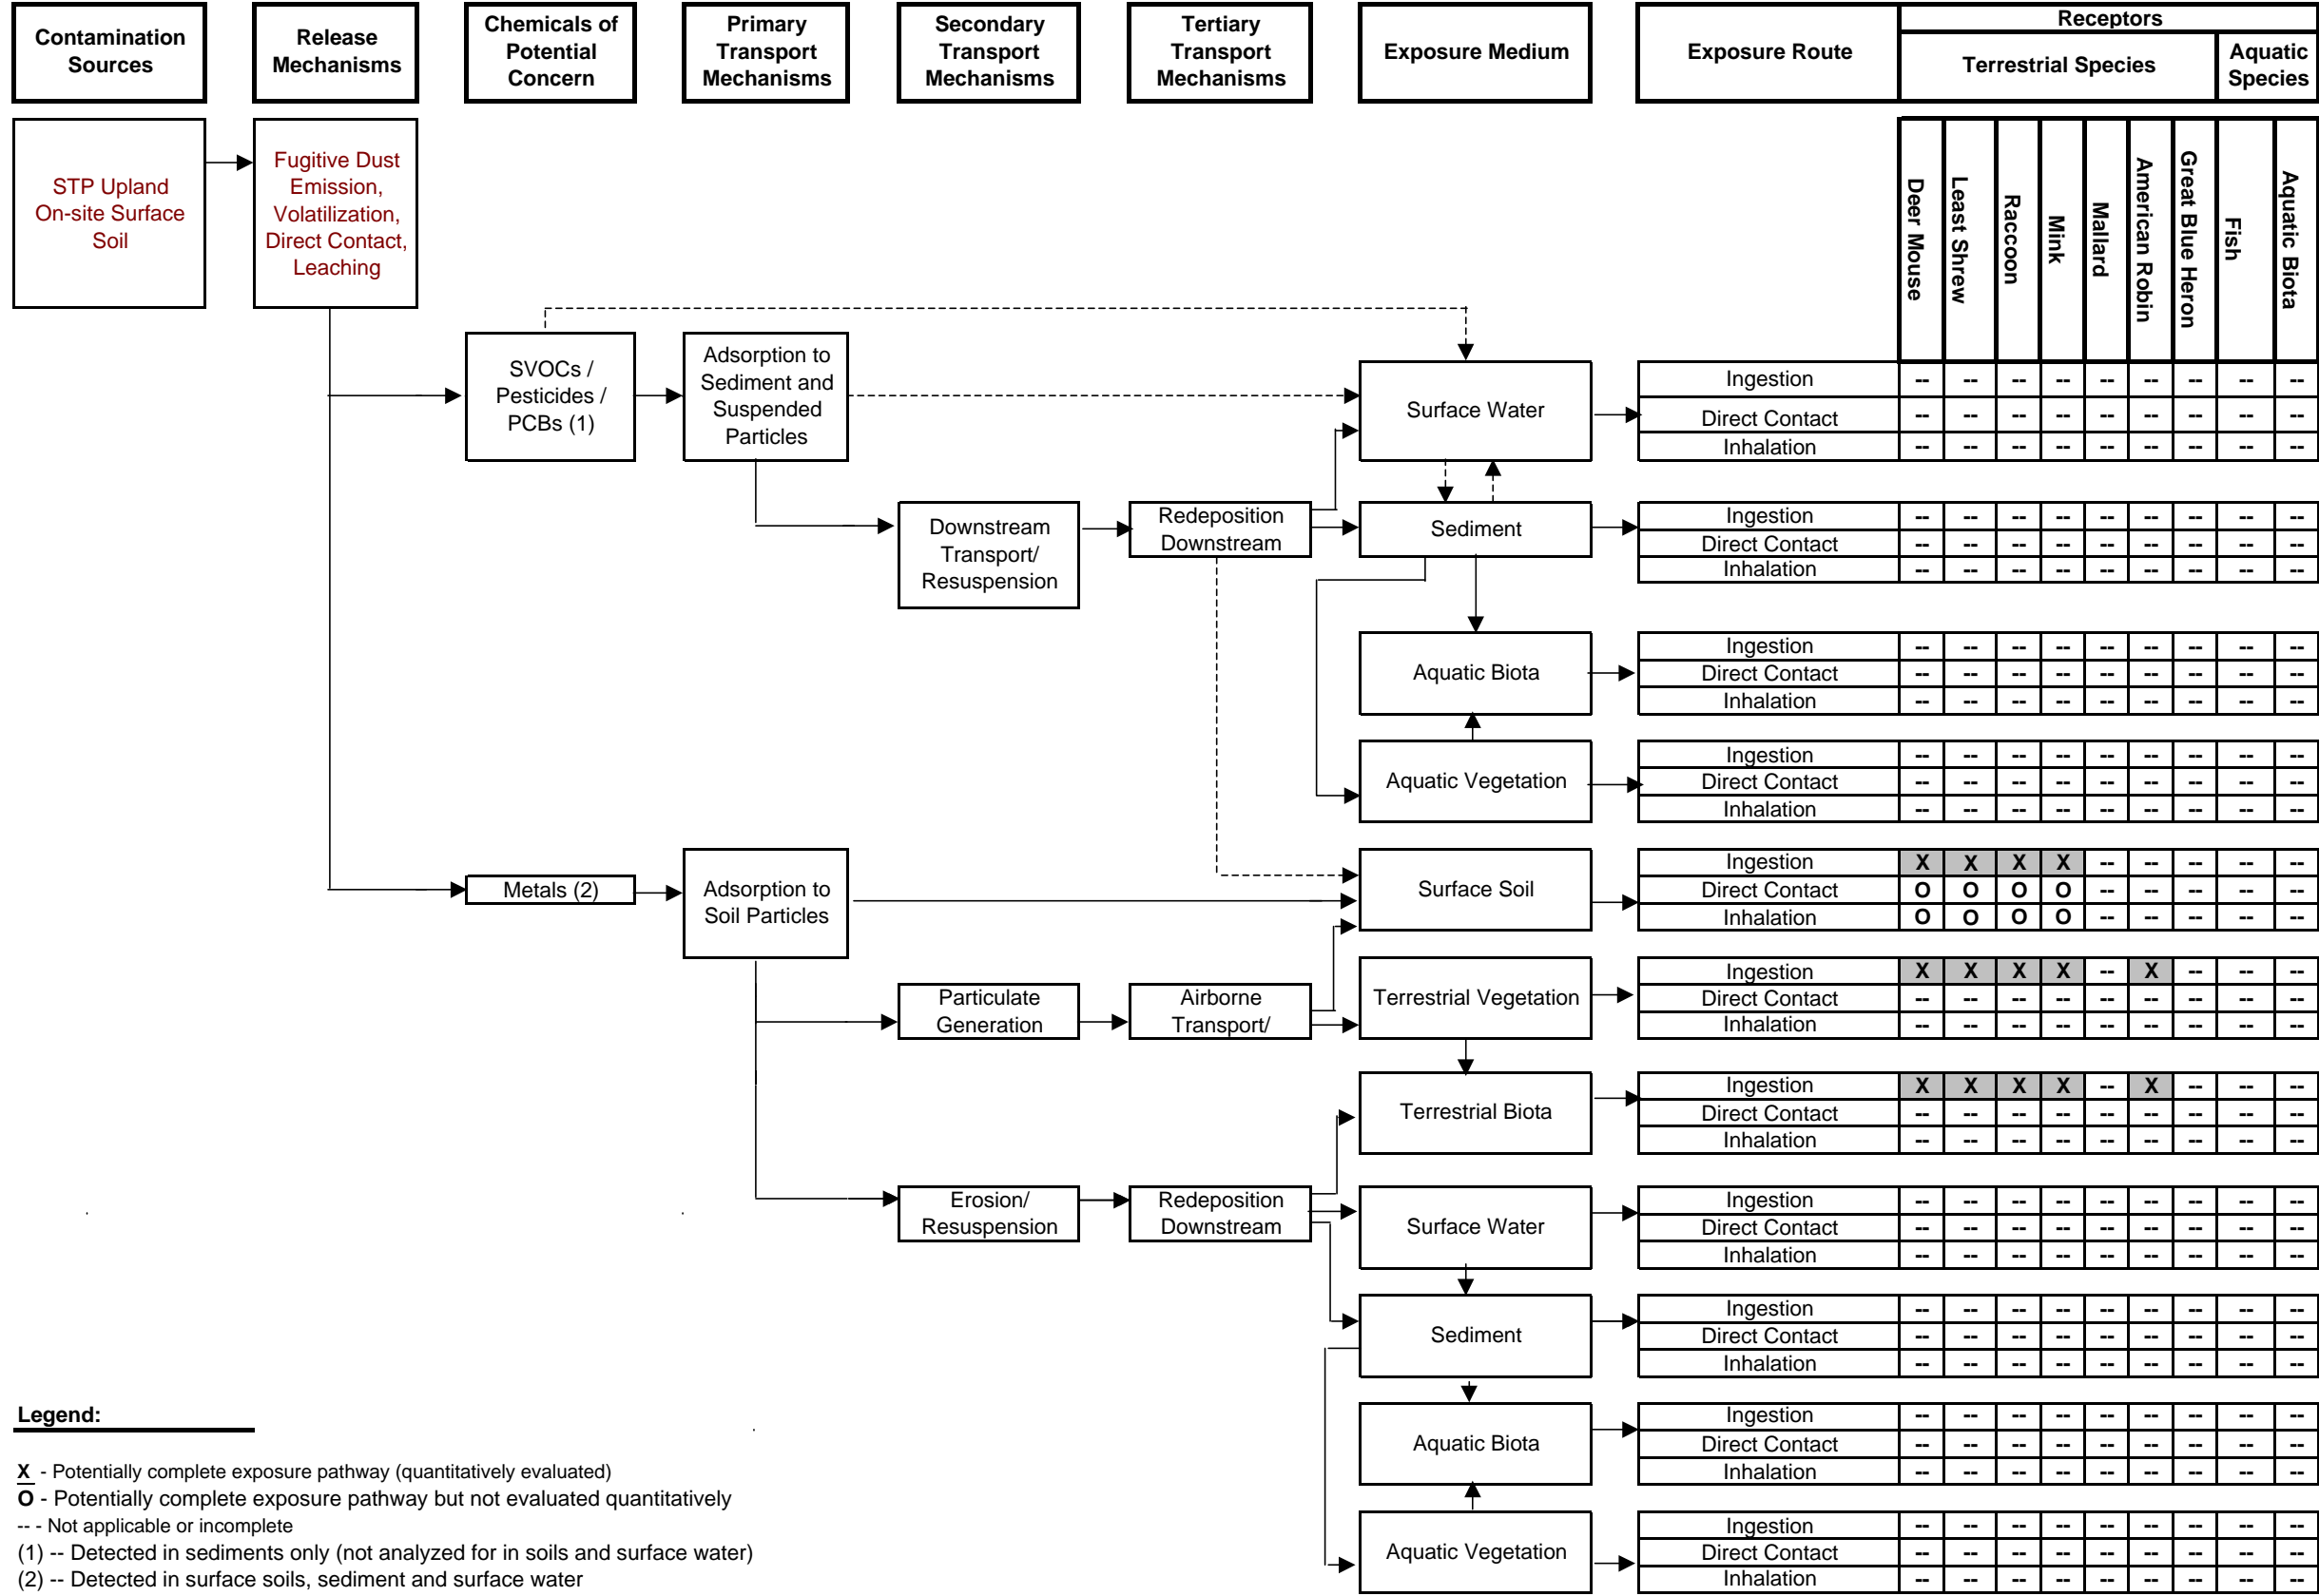 Contamination
Sources
Release
Mechanisms
Chemicals of
Potential
Concern
Primary
Transport
Mechanisms
Secondary
Transport
Mechanisms
Tertiary
Transport
Mechanisms
Exposure Medium
Exposure Route
Receptors
Terrestrial Species
Aquatic
Species
STP Upland
On-site Surface
Soil
Fugitive Dust
Emission,
Volatilization,
Direct Contact,
Leaching
Deer Mouse
Least Shrew
Raccoon
Mink
Mallard
American Robin
Great Blue Heron
Fish
Aquatic Biota
SVOCs /
Pesticides /
PCBs (1)
Adsorption to
Sediment and
Suspended
Particles
Surface Water
Ingestion -- -- -- -- -- -- -- -- --
Direct Contact -- -- -- -- -- -- -- -- --
Inhalation -- -- -- -- -- -- -- -- --
Downstream
Transport/
Resuspension
Redeposition
Downstream
Sediment
Ingestion -- -- -- -- -- -- -- -- --
Direct Contact -- -- -- -- -- -- -- -- --
Inhalation -- -- -- -- -- -- -- -- --
Aquatic Biota
Ingestion -- -- -- -- -- -- -- -- --
Direct Contact -- -- -- -- -- -- -- -- --
Inhalation -- -- -- -- -- -- -- -- --
Aquatic Vegetation
Ingestion -- -- -- -- -- -- -- -- --
Direct Contact -- -- -- -- -- -- -- -- --
Inhalation -- -- -- -- -- -- -- -- --
Metals (2)
Adsorption to
Soil Particles
Surface Soil
Ingestion X X X X -- -- -- -- --
Direct Contact O O O O -- -- -- -- --
Inhalation O O O O -- -- -- -- --
Particulate
Generation
Airborne
Transport/
Terrestrial Vegetation
Ingestion X X X X -- X -- -- --
Direct Contact -- -- -- -- -- -- -- -- --
Inhalation -- -- -- -- -- -- -- -- --
Terrestrial Biota
Ingestion X X X X -- X -- -- --
Direct Contact -- -- -- -- -- -- -- -- --
Inhalation -- -- -- -- -- -- -- -- --
Erosion/
Resuspension
Redeposition
Downstream
Surface Water
Ingestion -- -- -- -- -- -- -- -- --
Direct Contact -- -- -- -- -- -- -- -- --
Inhalation -- -- -- -- -- -- -- -- --
Sediment
Ingestion -- -- -- -- -- -- -- -- --
Direct Contact -- -- -- -- -- -- -- -- --
Inhalation -- -- -- -- -- -- -- -- --
Aquatic Biota
Ingestion -- -- -- -- -- -- -- -- --
Direct Contact -- -- -- -- -- -- -- -- --
Inhalation -- -- -- -- -- -- -- -- --
Aquatic Vegetation
Ingestion -- -- -- -- -- -- -- -- --
Direct Contact -- -- -- -- -- -- -- -- --
Inhalation -- -- -- -- -- -- -- -- --
Legend:
X - Potentially complete exposure pathway (quantitatively evaluated)
O - Potentially complete exposure pathway but not evaluated quantitatively
-- - Not applicable or incomplete
(1) -- Detected in sediments only (not analyzed for in soils and surface water)
(2) -- Detected in surface soils, sediment and surface water